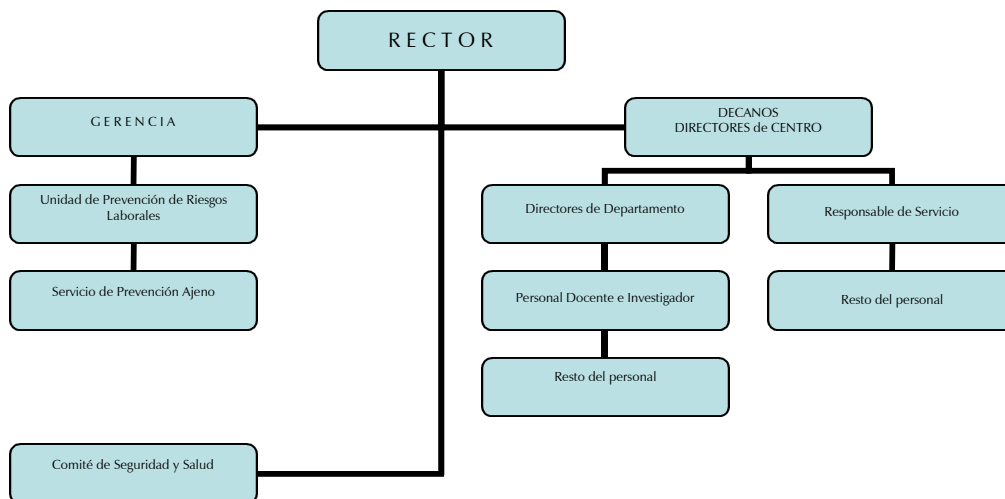 RECTOR
GERENCIA
DECANOS
DIRECTORES de CENTRO
Unidad de Prevención de Riesgos
Laborales
Directores de Departamento
Responsable de Servicio
Servicio de Prevención Ajeno
Personal Docente e Investigador
Resto del personal
Resto del personal
Comité de Seguridad y Salud